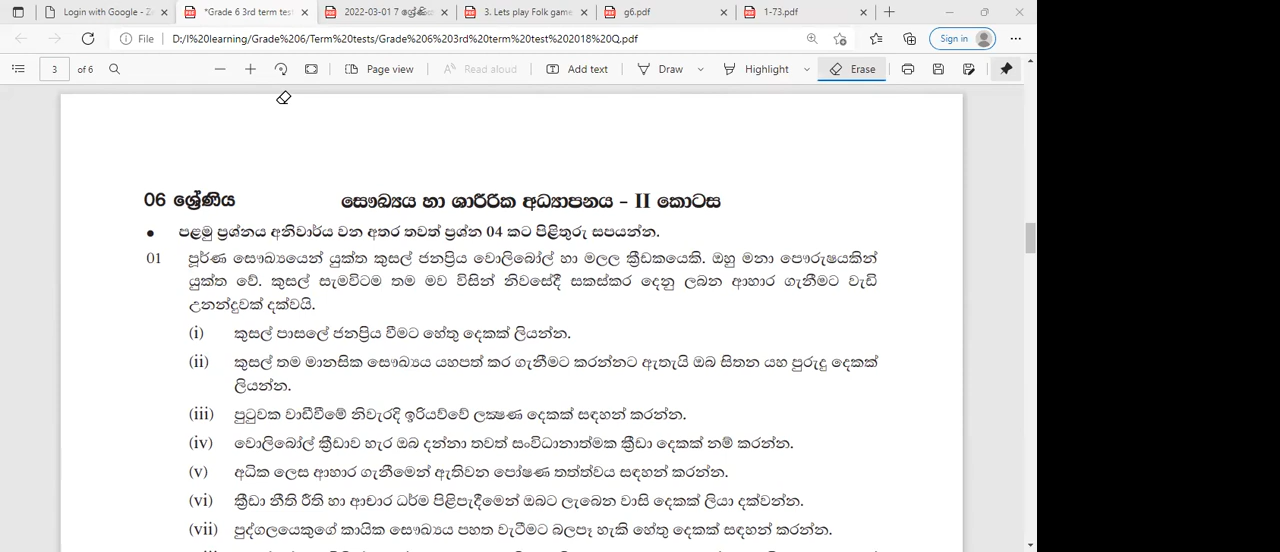 Login with Google - Ze
*Grade 6 3rd term test
2022-03-01 7 ශ්‍රේණිය
3. Lets play Folk game
g6.pdf
1-73.pdf
File D:/I%20learning/Grade%206/Term%20tests/Grade%206%203rd%20term%20test%202018%20Q.pdf Sign in
3 of 6 Page view Read aloud Add text Draw Highlight Erase
06 ශ්‍රේණිය සෞඛ්‍යය හා ශාරීරික අධ්‍යාපනය - II කොටස
• පළමු ප්‍රශ්නය අනිවාර්ය වන අතර තවත් ප්‍රශ්න 04 කට පිළිතුරු සපයන්න.
01 පූර්ණ සෞඛ්‍යයෙන් යුක්ත කුසල් ජනප්‍රිය වොලිබෝල් හා මලල ක්‍රීඩකයෙකි. ඔහු මනා පෞරුෂයකින්
යුක්ත වේ. කුසල් සැමවිටම තම මව විසින් නිවසේදී සකස්කර දෙනු ලබන ආහාර ගැනීමට වැඩි
උනන්දුවක් දක්වයි.
(i) කුසල් පාසලේ ජනප්‍රිය වීමට හේතු දෙකක් ලියන්න.
(ii) කුසල් තම මානසික සෞඛ්‍යය යහපත් කර ගැනීමට කරන්නට ඇතැයි ඔබ සිතන යහ පුරුදු දෙකක්
ලියන්න.
(iii) පුටුවක වාඩිවීමේ නිවැරදි ඉරියව්වේ ලක්‍ෂණ දෙකක් සඳහන් කරන්න.
(iv) වොලිබෝල් ක්‍රීඩාව හැර ඔබ දන්නා තවත් සංවිධානාත්මක ක්‍රීඩා දෙකක් නම් කරන්න.
(v) අධික ලෙස ආහාර ගැනීමෙන් ඇතිවන පෝෂණ තත්ත්වය සඳහන් කරන්න.
(vi) ක්‍රීඩා නීති රීති හා ආචාර ධර්ම පිළිපැදීමෙන් ඔබට ලැබෙන වාසි දෙකක් ලියා දක්වන්න.
(vii) පුද්ගලයෙකුගේ කායික සෞඛ්‍යය පහත වැටීමට බලපෑ හැකි හේතු දෙකක් සඳහන් කරන්න.